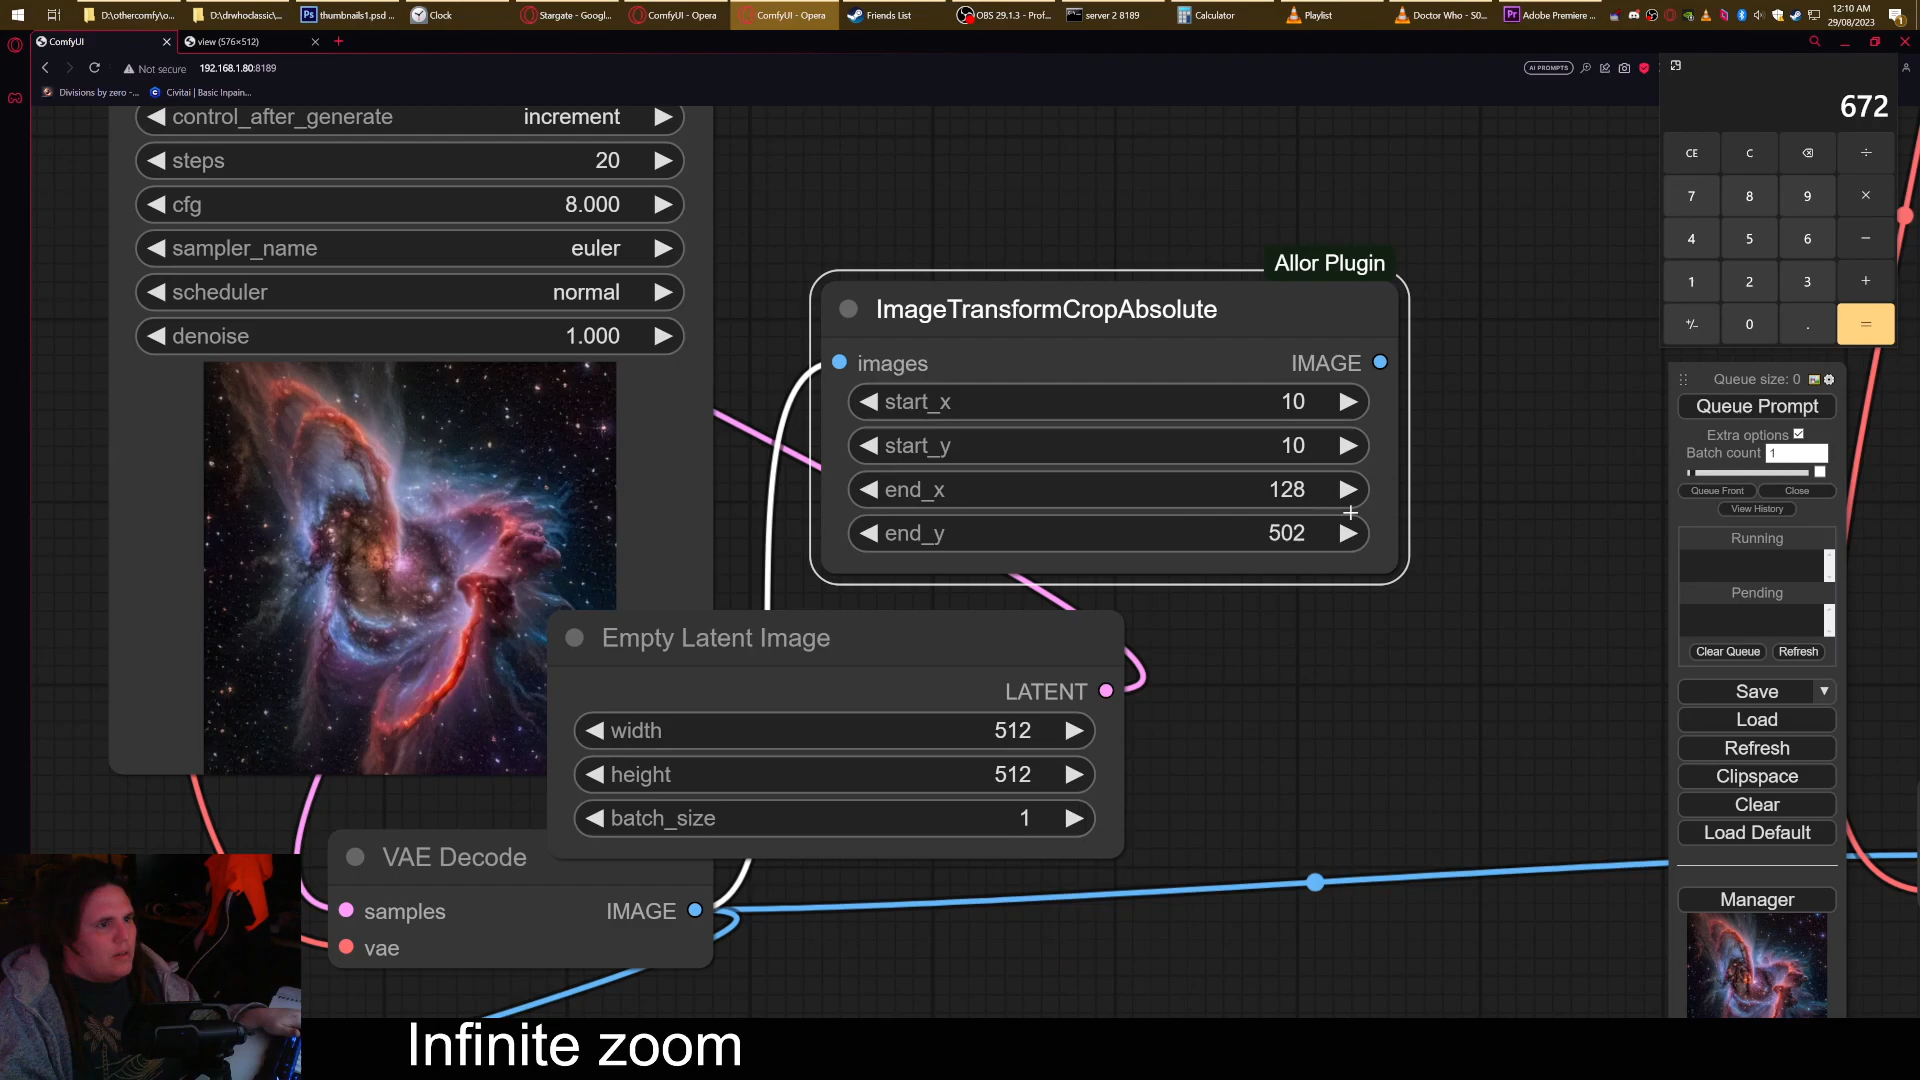 D:\othercomfy\o...
D:\drwhoclassic\...
thumbnails1.psd ...
Clock
Stargate - Googl...
ComfyUI - Opera
ComfyUI - Opera
Friends List
OBS 29.1.3 - Prof...
server 2 8189
Calculator
Playlist
Doctor Who - S0...
Adobe Premiere ...
12:10 AM
29/08/2023
ComfyUI
view (576×512)
Not secure
192.168.1.80:8189
AI PROMPTS
Divisions by zero -...
Civitai | Basic Inpain...
672
CE C ÷
7 8 9 ×
4 5 6 −
1 2 3 +
+/- 0 . =
control_after_generate increment
steps 20
cfg 8.000
sampler_name euler
scheduler normal
denoise 1.000
Allor Plugin
ImageTransformCropAbsolute
images IMAGE
start_x 10
start_y 10
end_x 128
end_y 502
Empty Latent Image
LATENT
width 512
height 512
batch_size 1
VAE Decode
samples IMAGE
vae
Queue size: 0
Queue Prompt
Extra options
Batch count 1
Queue Front Close
View History
Running
Pending
Clear Queue Refresh
Save
Load
Refresh
Clipspace
Clear
Load Default
Manager
Infinite zoom